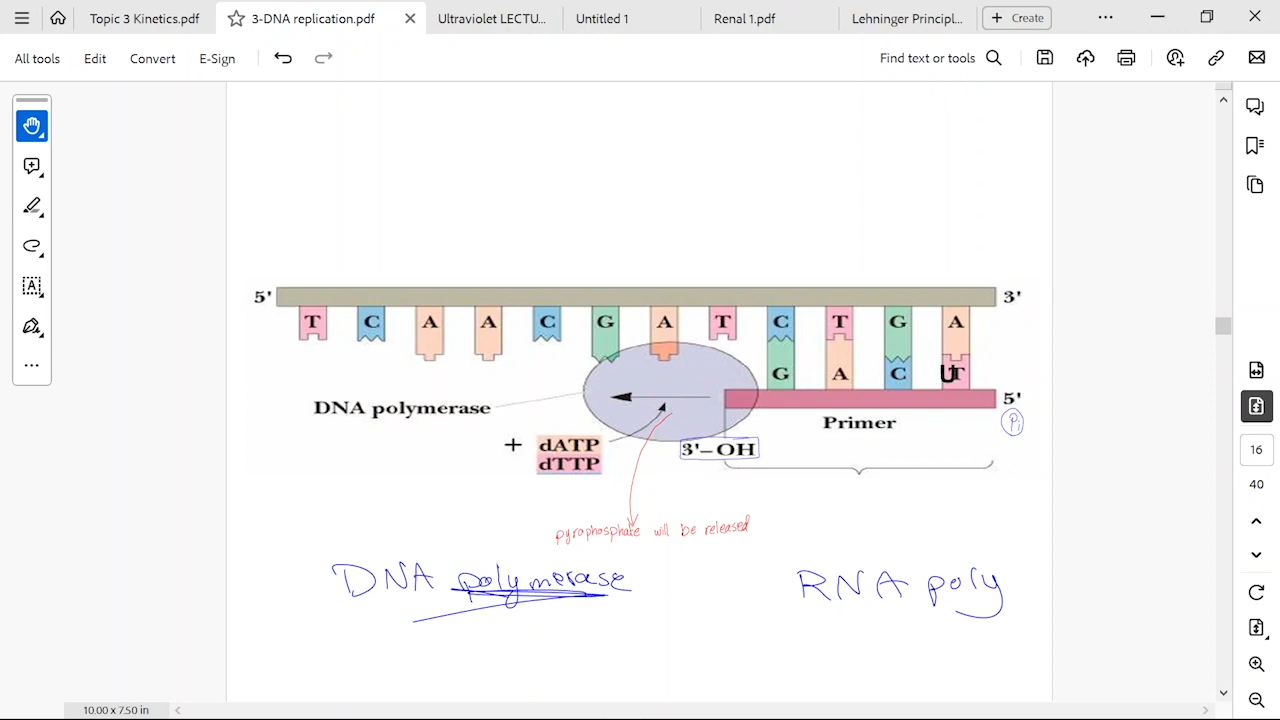 Topic 3 Kinetics.pdf 3-DNA replication.pdf Ultraviolet LECTU... Untitled 1 Renal 1.pdf Lehninger Principl... + Create
All tools Edit Convert E-Sign Find text or tools
5' 3'
T C A A C G A T C T G A
G A C U
5'
DNA polymerase
Primer
Pi
+ dATP
dTTP
3'-OH
pyrophosphate will be released
DNA polymerase RNA poly
16
40
10.00 x 7.50 in